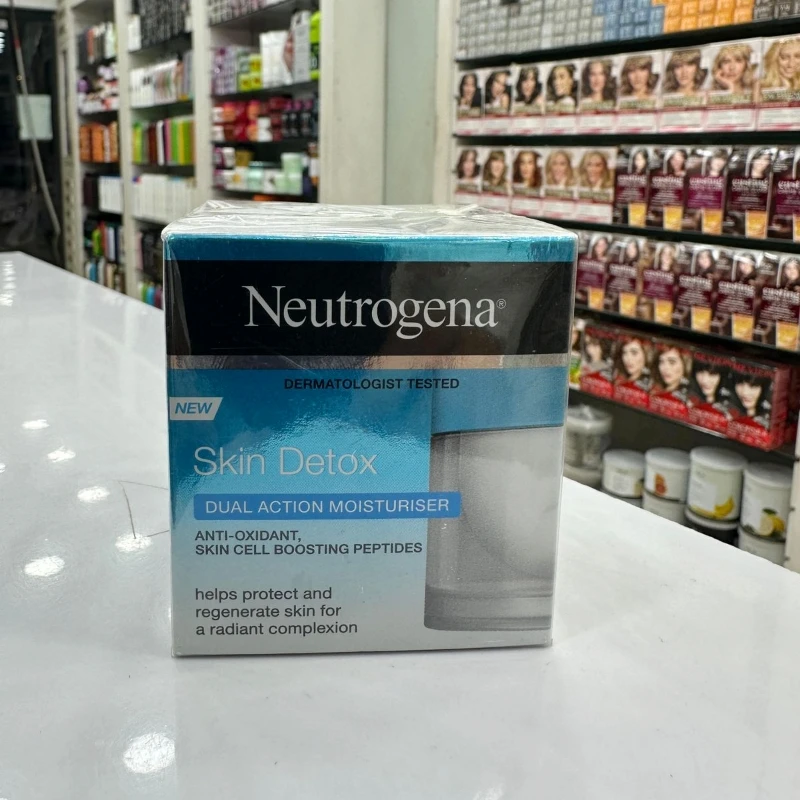 Neutrogena®
DERMATOLOGIST TESTED
NEW
Skin Detox
DUAL ACTION MOISTURISER
ANTI-OXIDANT,
SKIN CELL BOOSTING PEPTIDES
helps protect and
regenerate skin for
a radiant complexion